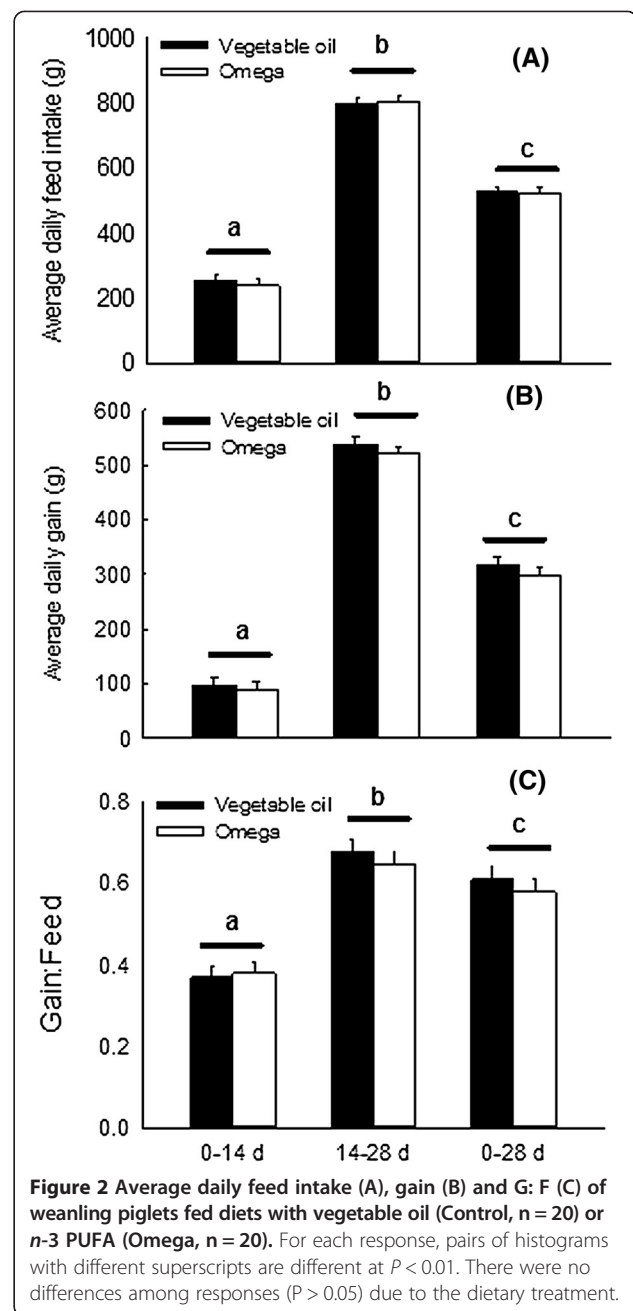 1000
Vegetable oil
Omega
b
(A)
800
c
600
400
a
200
0
Average daily feed intake (g)
600
Vegetable oil
Omega
b
(B)
500
400
c
300
200
a
100
0
Average daily gain (g)
0.8
Vegetable oil
Omega
b
(C)
c
0.6
a
0.4
0.2
0.0
Gain:Feed
0-14 d 14-28 d 0-28 d
Figure 2 Average daily feed intake (A), gain (B) and G: F (C) of
weanling piglets fed diets with vegetable oil (Control, n = 20) or
n-3 PUFA (Omega, n = 20). For each response, pairs of histograms
with different superscripts are different at P < 0.01. There were no
differences among responses (P > 0.05) due to the dietary treatment.